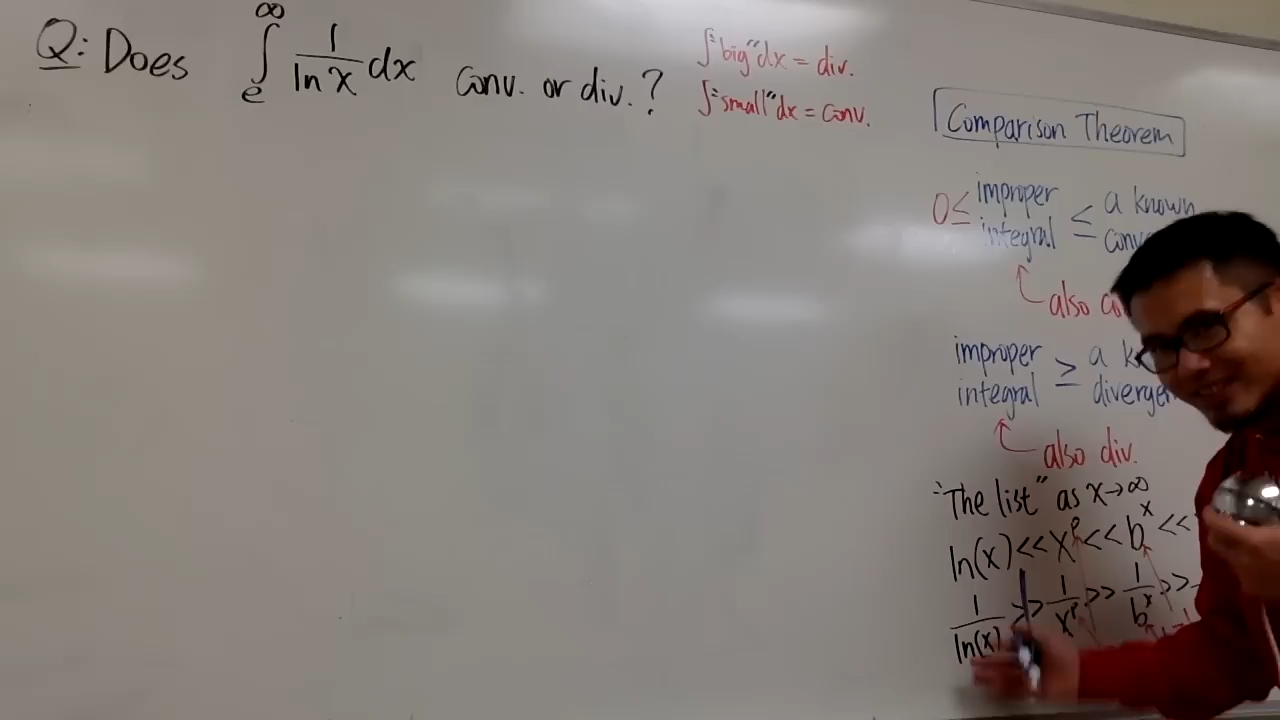 Q: Does ∫_e^∞ 1/ln x dx conv. or div.?
∫"big"dx = div.
∫"small"dx = conv.
Comparison Theorem
0 ≤ improper integral ≤ a known
also
improper integral ≥ a
also div.
"The list" as x→∞
ln(x) << x^p << b^x <<
1/ln(x) >> 1/x^p >> 1/b^x >>